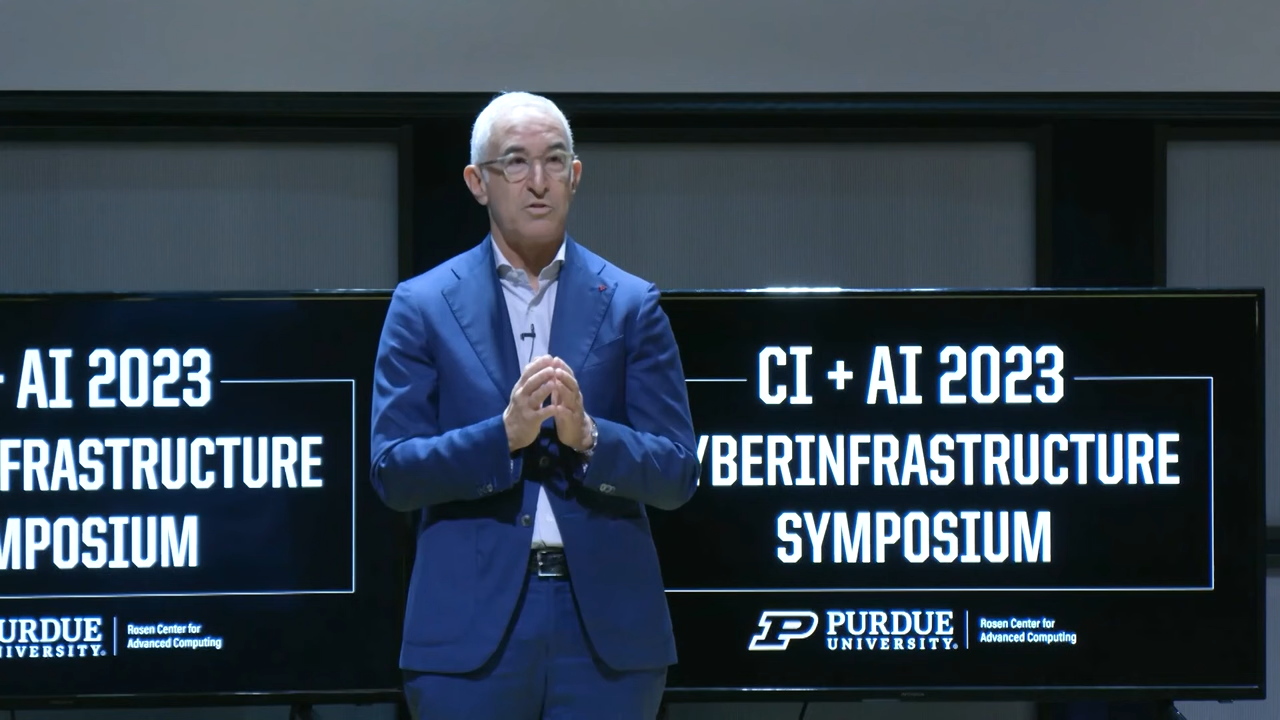 AI 2023
FRASTRUCTURE
MPOSIUM
URDUE
IVERSITY®
Rosen Center for
Advanced Computing
CI + AI 2023
YBERINFRASTRUCTURE
SYMPOSIUM
PURDUE
UNIVERSITY®
Rosen Center for
Advanced Computing